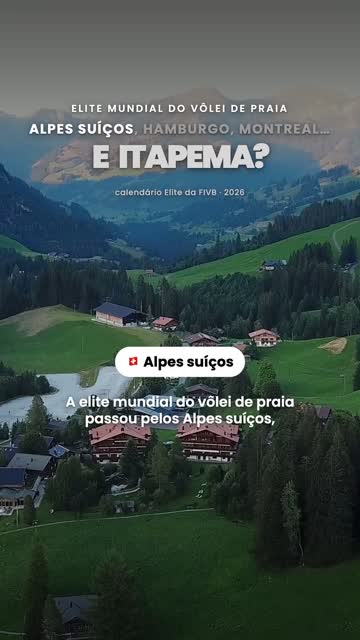 ELITE MUNDIAL DO VÔLEI DE PRAIA
ALPES SUÍÇOS, HAMBURGO, MONTREAL...
E ITAPEMA?
calendário Elite da FIVB · 2026
Alpes suíços
A elite mundial do vôlei de praia
passou pelos Alpes suíços,